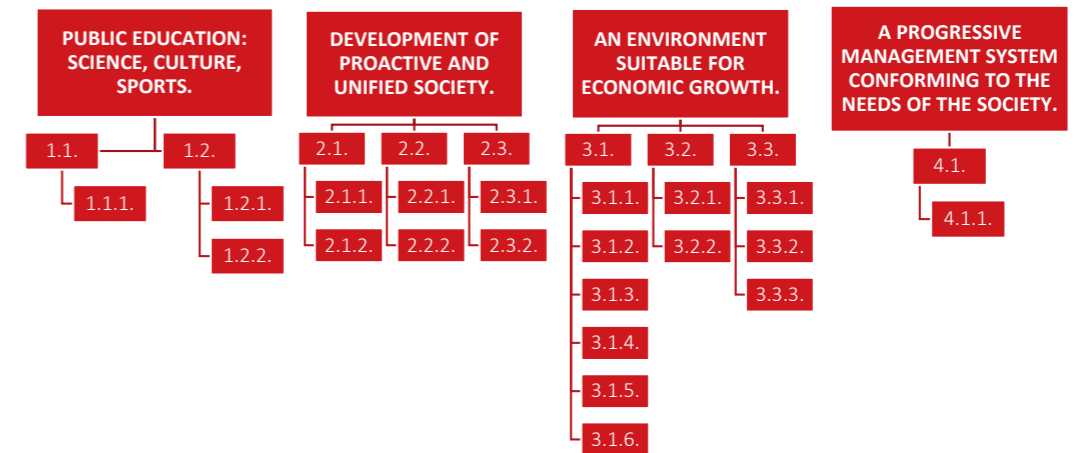 PUBLIC EDUCATION:
SCIENCE, CULTURE,
SPORTS.
1.1.
1.2.
1.1.1.
1.2.1.
1.2.2.
DEVELOPMENT OF
PROACTIVE AND
UNIFIED SOCIETY.
2.1.
2.2.
2.3.
2.1.1.
2.2.1.
2.3.1.
2.1.2.
2.2.2.
2.3.2.
AN ENVIRONMENT
SUITABLE FOR
ECONOMIC GROWTH.
3.1.
3.2.
3.3.
3.1.1.
3.2.1.
3.3.1.
3.1.2.
3.2.2.
3.3.2.
3.1.3.
3.3.3.
3.1.4.
3.1.5.
3.1.6.
A PROGRESSIVE
MANAGEMENT SYSTEM
CONFORMING TO THE
NEEDS OF THE SOCIETY.
4.1.
4.1.1.